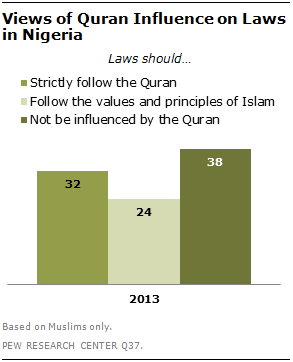 Views of Quran Influence on Laws
in Nigeria
Laws should…
Strictly follow the Quran
Follow the values and principles of Islam
Not be influenced by the Quran
32
24
38
2013
Based on Muslims only.
PEW RESEARCH CENTER Q37.